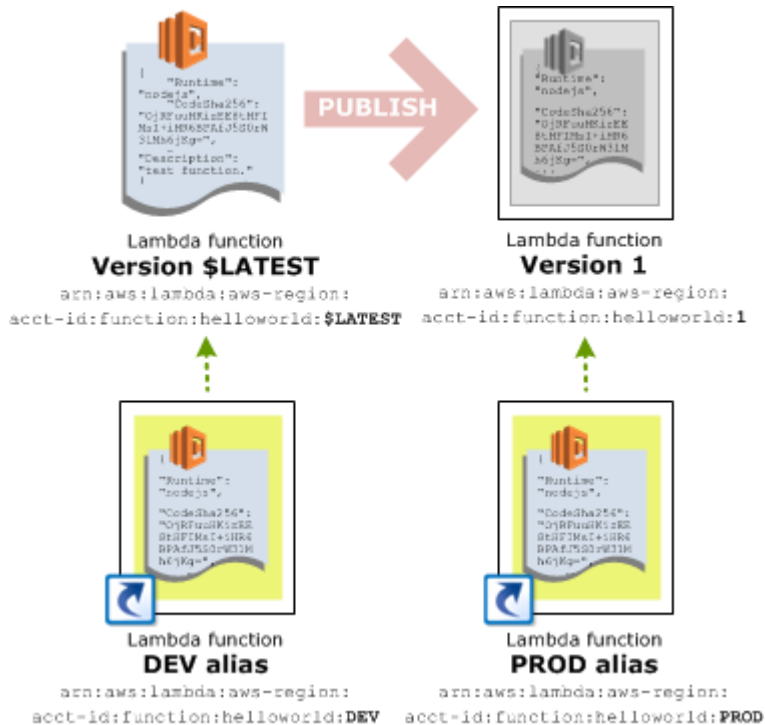 {
"Runtime":
"nodejs",
"CodeSha256":
"Description":
"test function."
}
PUBLISH
{
"Runtime":
"nodejs",
"CodeSha256":
...
Lambda function
Version $LATEST
arn:aws:lambda:aws-region:
acct-id:function:helloworld:$LATEST
Lambda function
Version 1
arn:aws:lambda:aws-region:
acct-id:function:helloworld:1
{
"Runtime":
"nodejs",
"CodeSha256":
{
"Runtime":
"nodejs",
"CodeSha256":
Lambda function
DEV alias
arn:aws:lambda:aws-region:
acct-id:function:helloworld:DEV
Lambda function
PROD alias
arn:aws:lambda:aws-region:
acct-id:function:helloworld:PROD